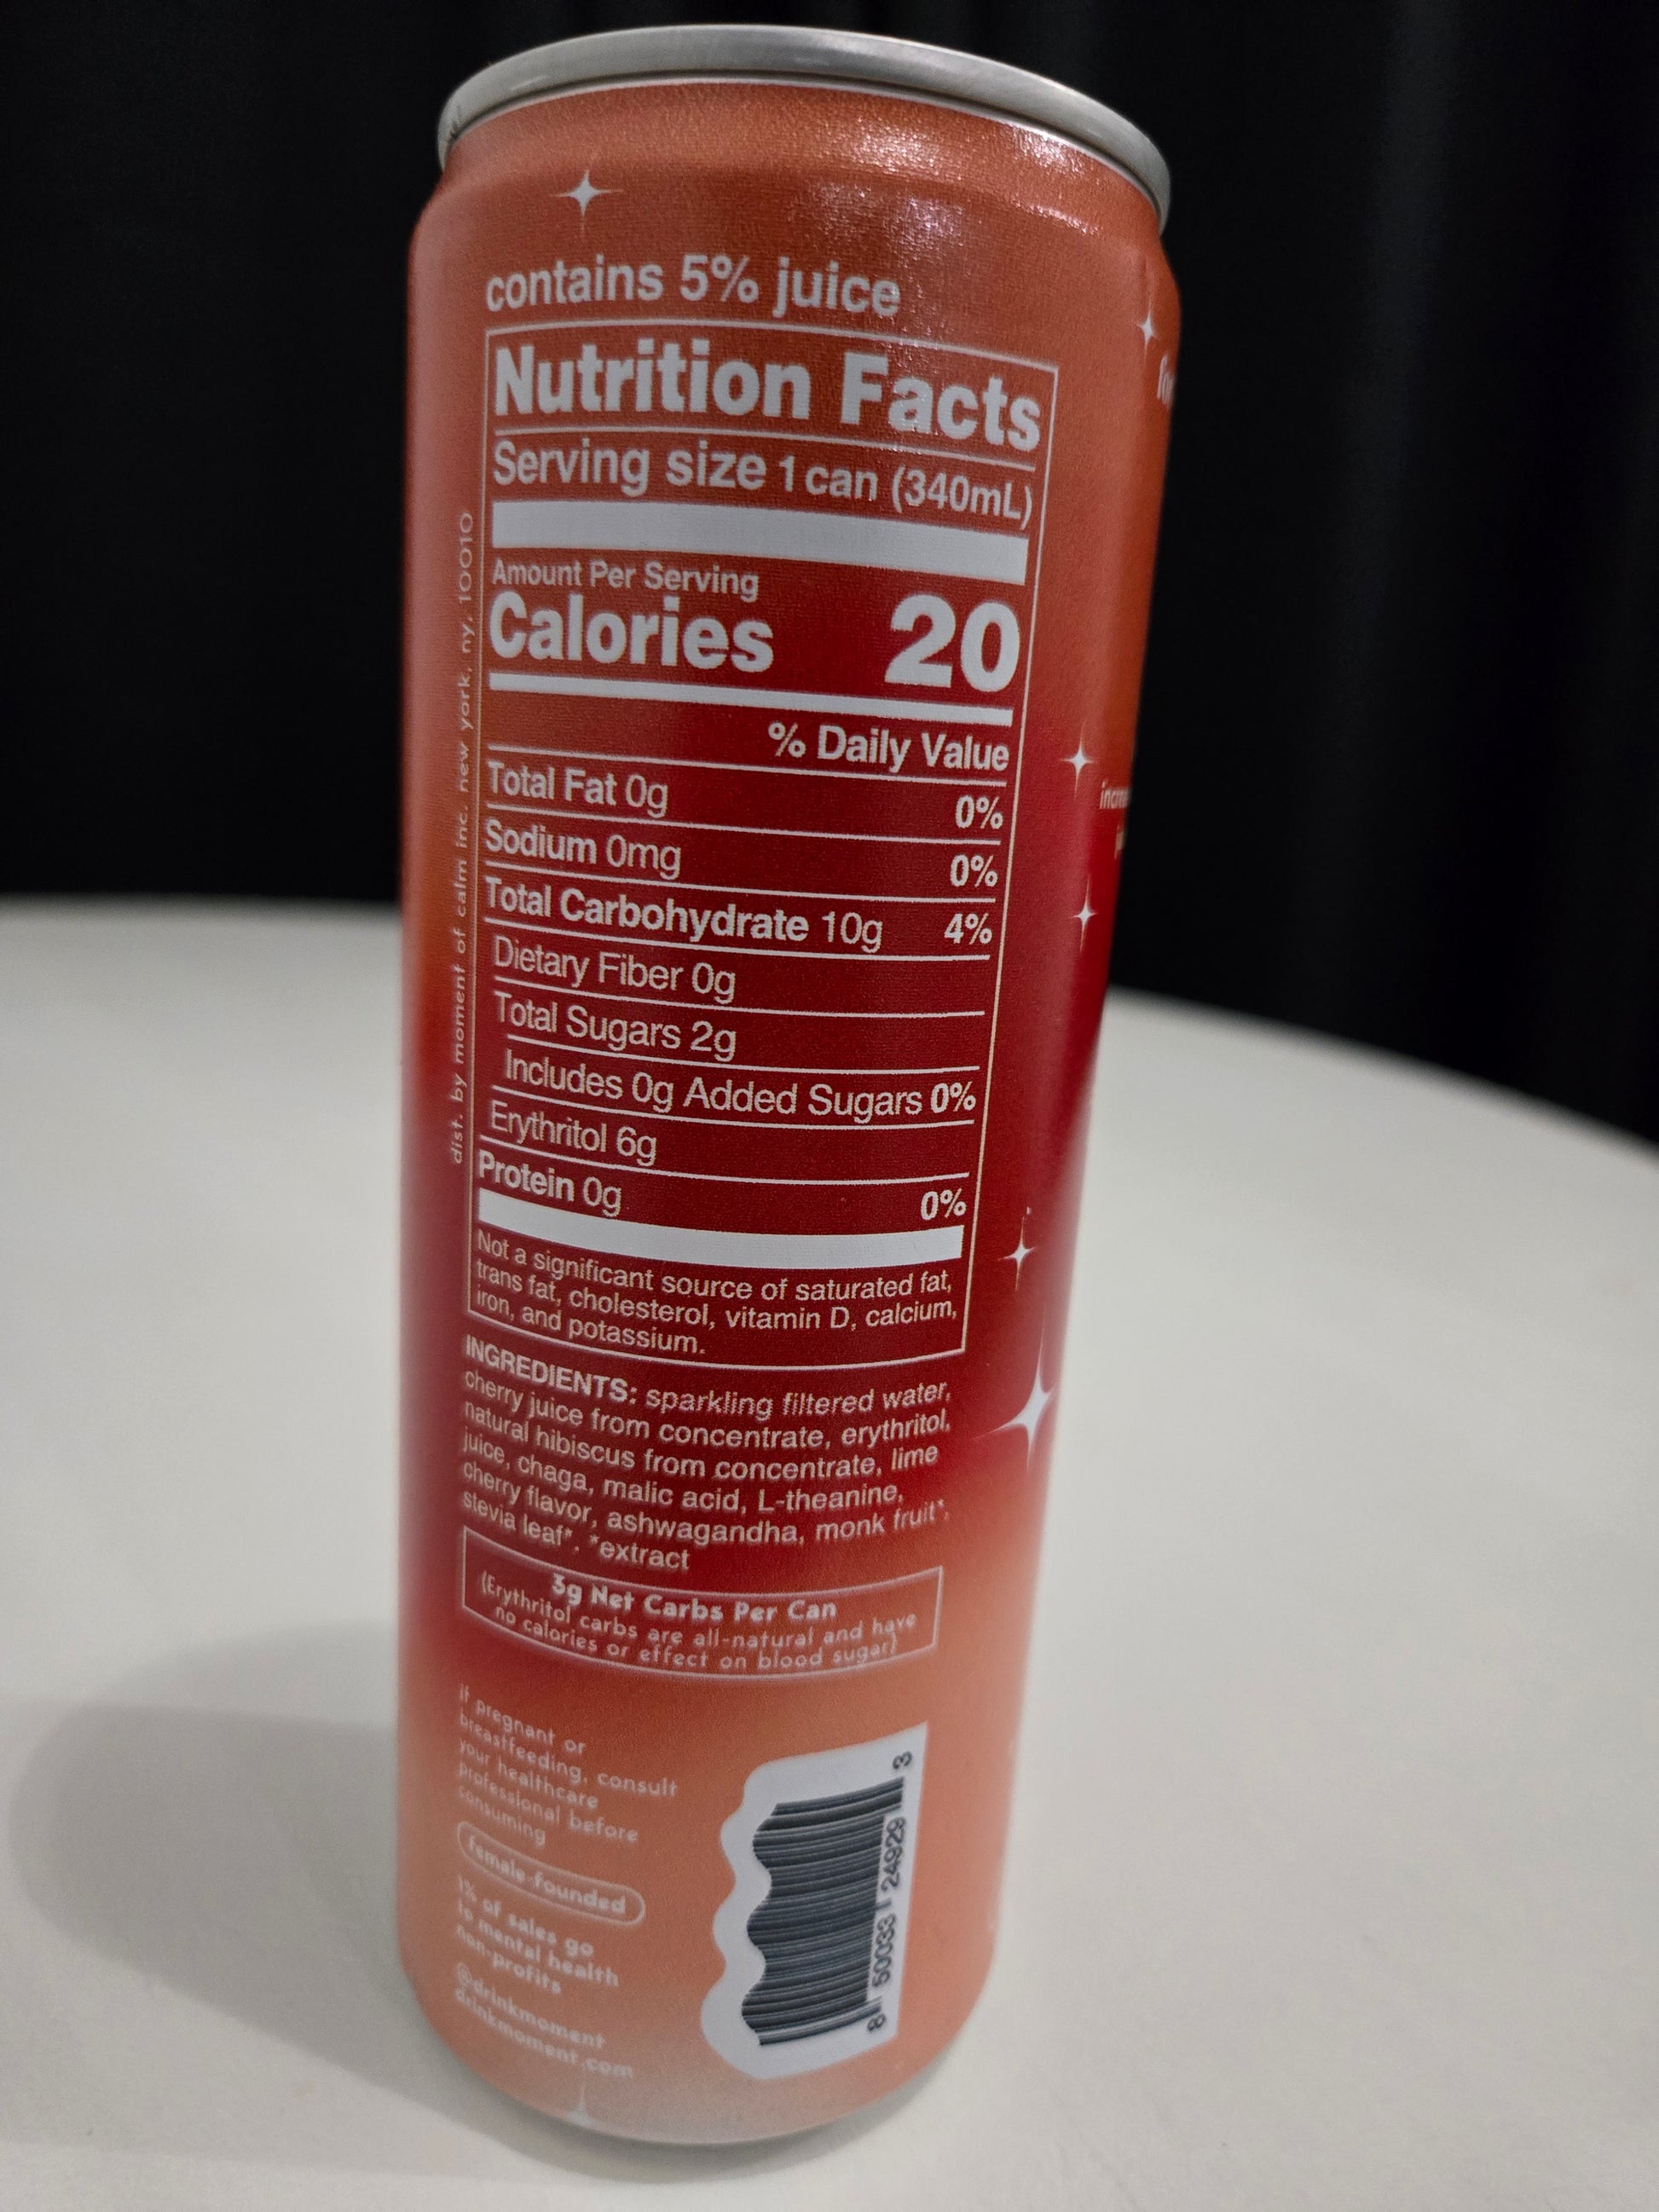 contains 5% juice
Nutrition Facts
Serving size 1 can (340mL)
Amount Per Serving
Calories 20
% Daily Value
Total Fat 0g 0%
Sodium 0mg 0%
Total Carbohydrate 10g 4%
Dietary Fiber 0g
Total Sugars 2g
Includes 0g Added Sugars 0%
Erythritol 6g
Protein 0g 0%
Not a significant source of saturated fat,
trans fat, cholesterol, vitamin D, calcium,
iron, and potassium.
dist. by moment of calm inc. new york, ny, 10010
INGREDIENTS: sparkling filtered water,
cherry juice from concentrate, erythritol,
natural hibiscus from concentrate, lime
juice, chaga, malic acid, L-theanine,
cherry flavor, ashwagandha, monk fruit*,
stevia leaf*. *extract
3g Net Carbs Per Can
(Erythritol carbs are all-natural and have
no calories or effect on blood sugar)
if pregnant or
breastfeeding, consult
your healthcare
professional before
consuming
female-founded
1% of sales go
to mental health
non-profits
@drinkmoment
drinkmoment.com
8 50033 24929 3